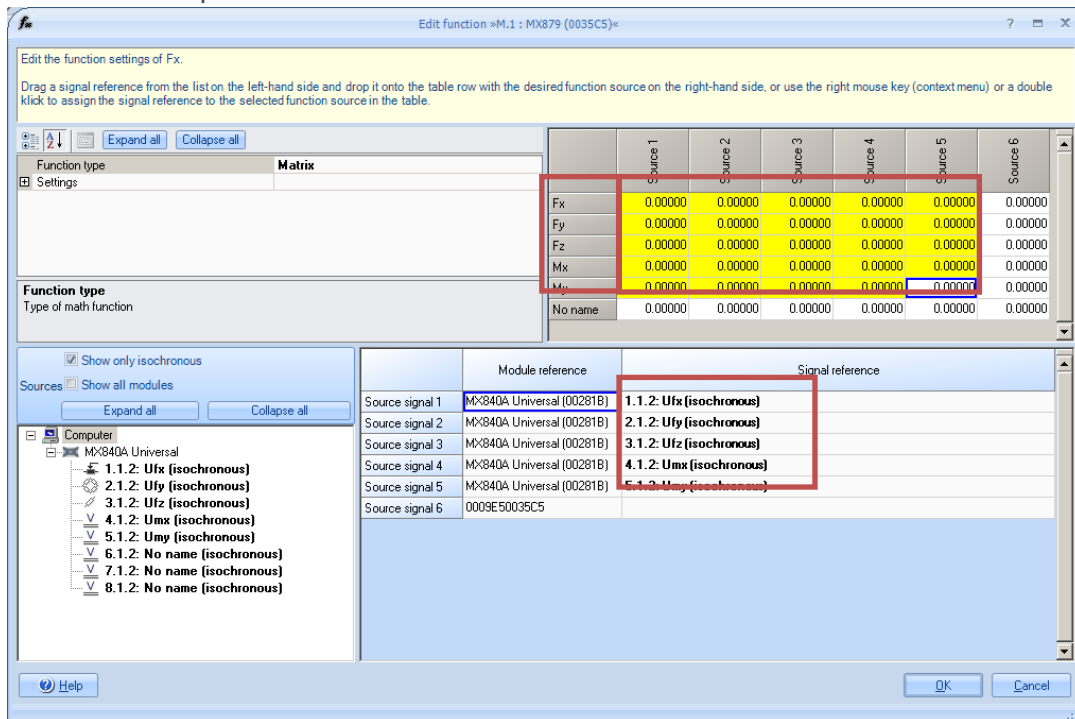 Edit function »M.1 : MX879 (0035C5)«
Edit the function settings of Fx.
Drag a signal reference from the list on the left-hand side and drop it onto the table row with the desired function source on the right-hand side, or use the right mouse key (context menu) or a double
klick to assign the signal reference to the selected function source in the table.
Expand all Collapse all
Function type Matrix
Settings
Function type
Type of math function
Source 1 Source 2 Source 3 Source 4 Source 5 Source 6
Fx 0.00000 0.00000 0.00000 0.00000 0.00000 0.00000
Fy 0.00000 0.00000 0.00000 0.00000 0.00000 0.00000
Fz 0.00000 0.00000 0.00000 0.00000 0.00000 0.00000
Mx 0.00000 0.00000 0.00000 0.00000 0.00000 0.00000
My 0.00000 0.00000 0.00000 0.00000 0.00000 0.00000
No name 0.00000 0.00000 0.00000 0.00000 0.00000 0.00000
Show only isochronous
Sources Show all modules
Expand all Collapse all
Computer
MX840A Universal
1.1.2: Ufx (isochronous)
2.1.2: Ufy (isochronous)
3.1.2: Ufz (isochronous)
4.1.2: Umx (isochronous)
5.1.2: Umy (isochronous)
6.1.2: No name (isochronous)
7.1.2: No name (isochronous)
8.1.2: No name (isochronous)
Module reference Signal reference
Source signal 1 MX840A Universal (00281B) 1.1.2: Ufx (isochronous)
Source signal 2 MX840A Universal (00281B) 2.1.2: Ufy (isochronous)
Source signal 3 MX840A Universal (00281B) 3.1.2: Ufz (isochronous)
Source signal 4 MX840A Universal (00281B) 4.1.2: Umx (isochronous)
Source signal 5 MX840A Universal (00281B) 5.1.2: Umy (isochronous)
Source signal 6 0009E50035C5
Help OK Cancel